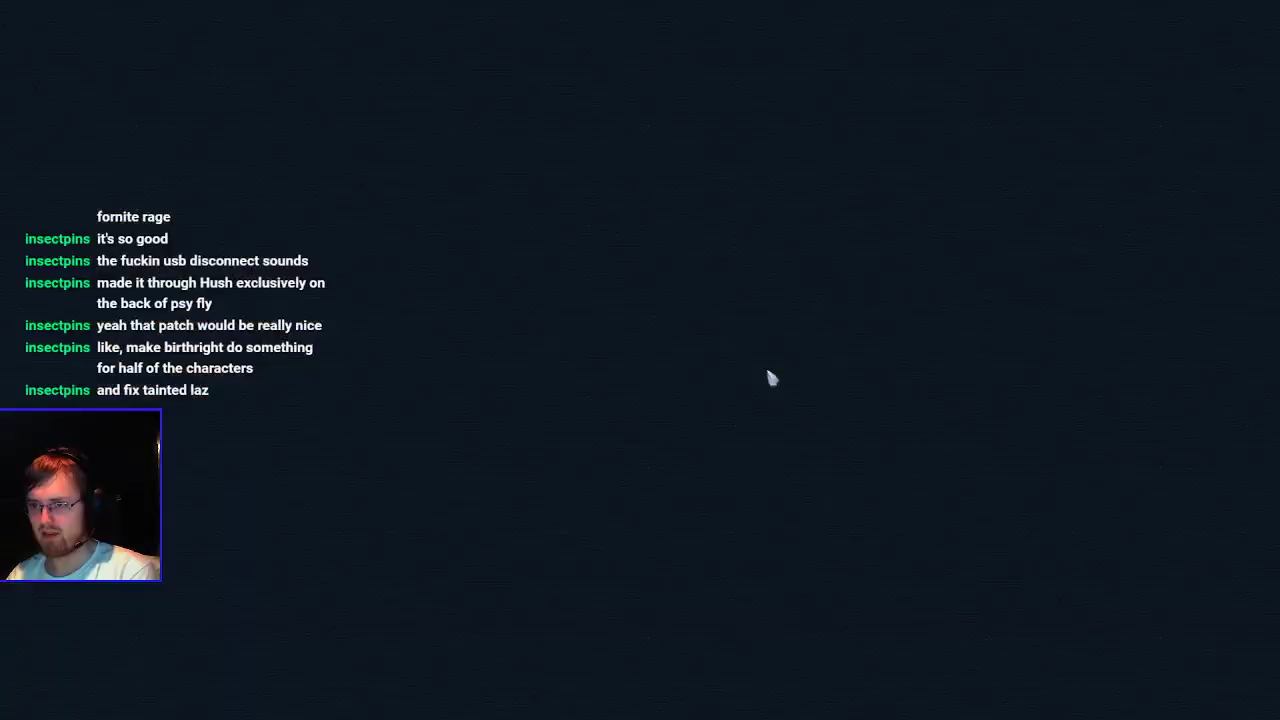 fornite rage
insectpins it's so good
insectpins the fuckin usb disconnect sounds
insectpins made it through Hush exclusively on
the back of psy fly
insectpins yeah that patch would be really nice
insectpins like, make birthright do something
for half of the characters
insectpins and fix tainted laz